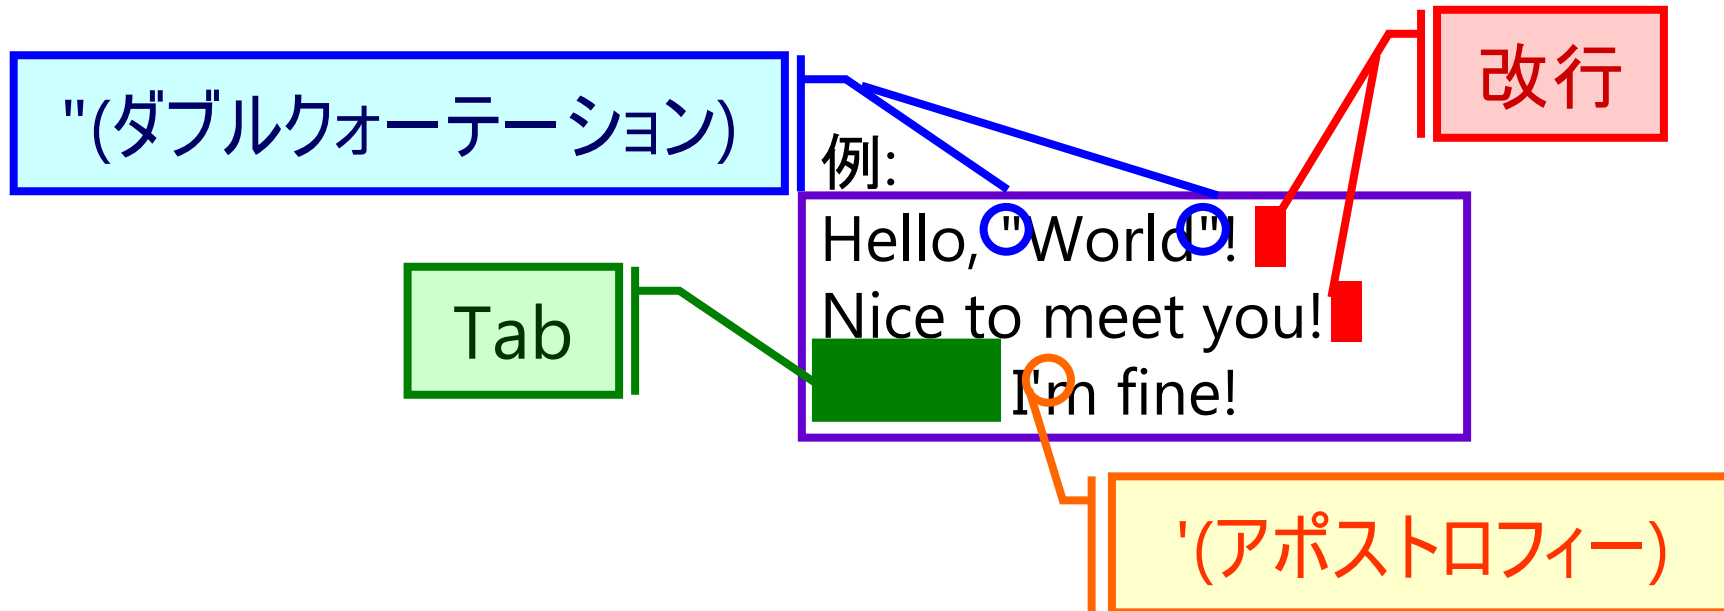 改行
"(ダブルクォーテーション)
例:
Hello, "World"!
Nice to meet you!
Tab
I'm fine!
'(アポストロフィー)